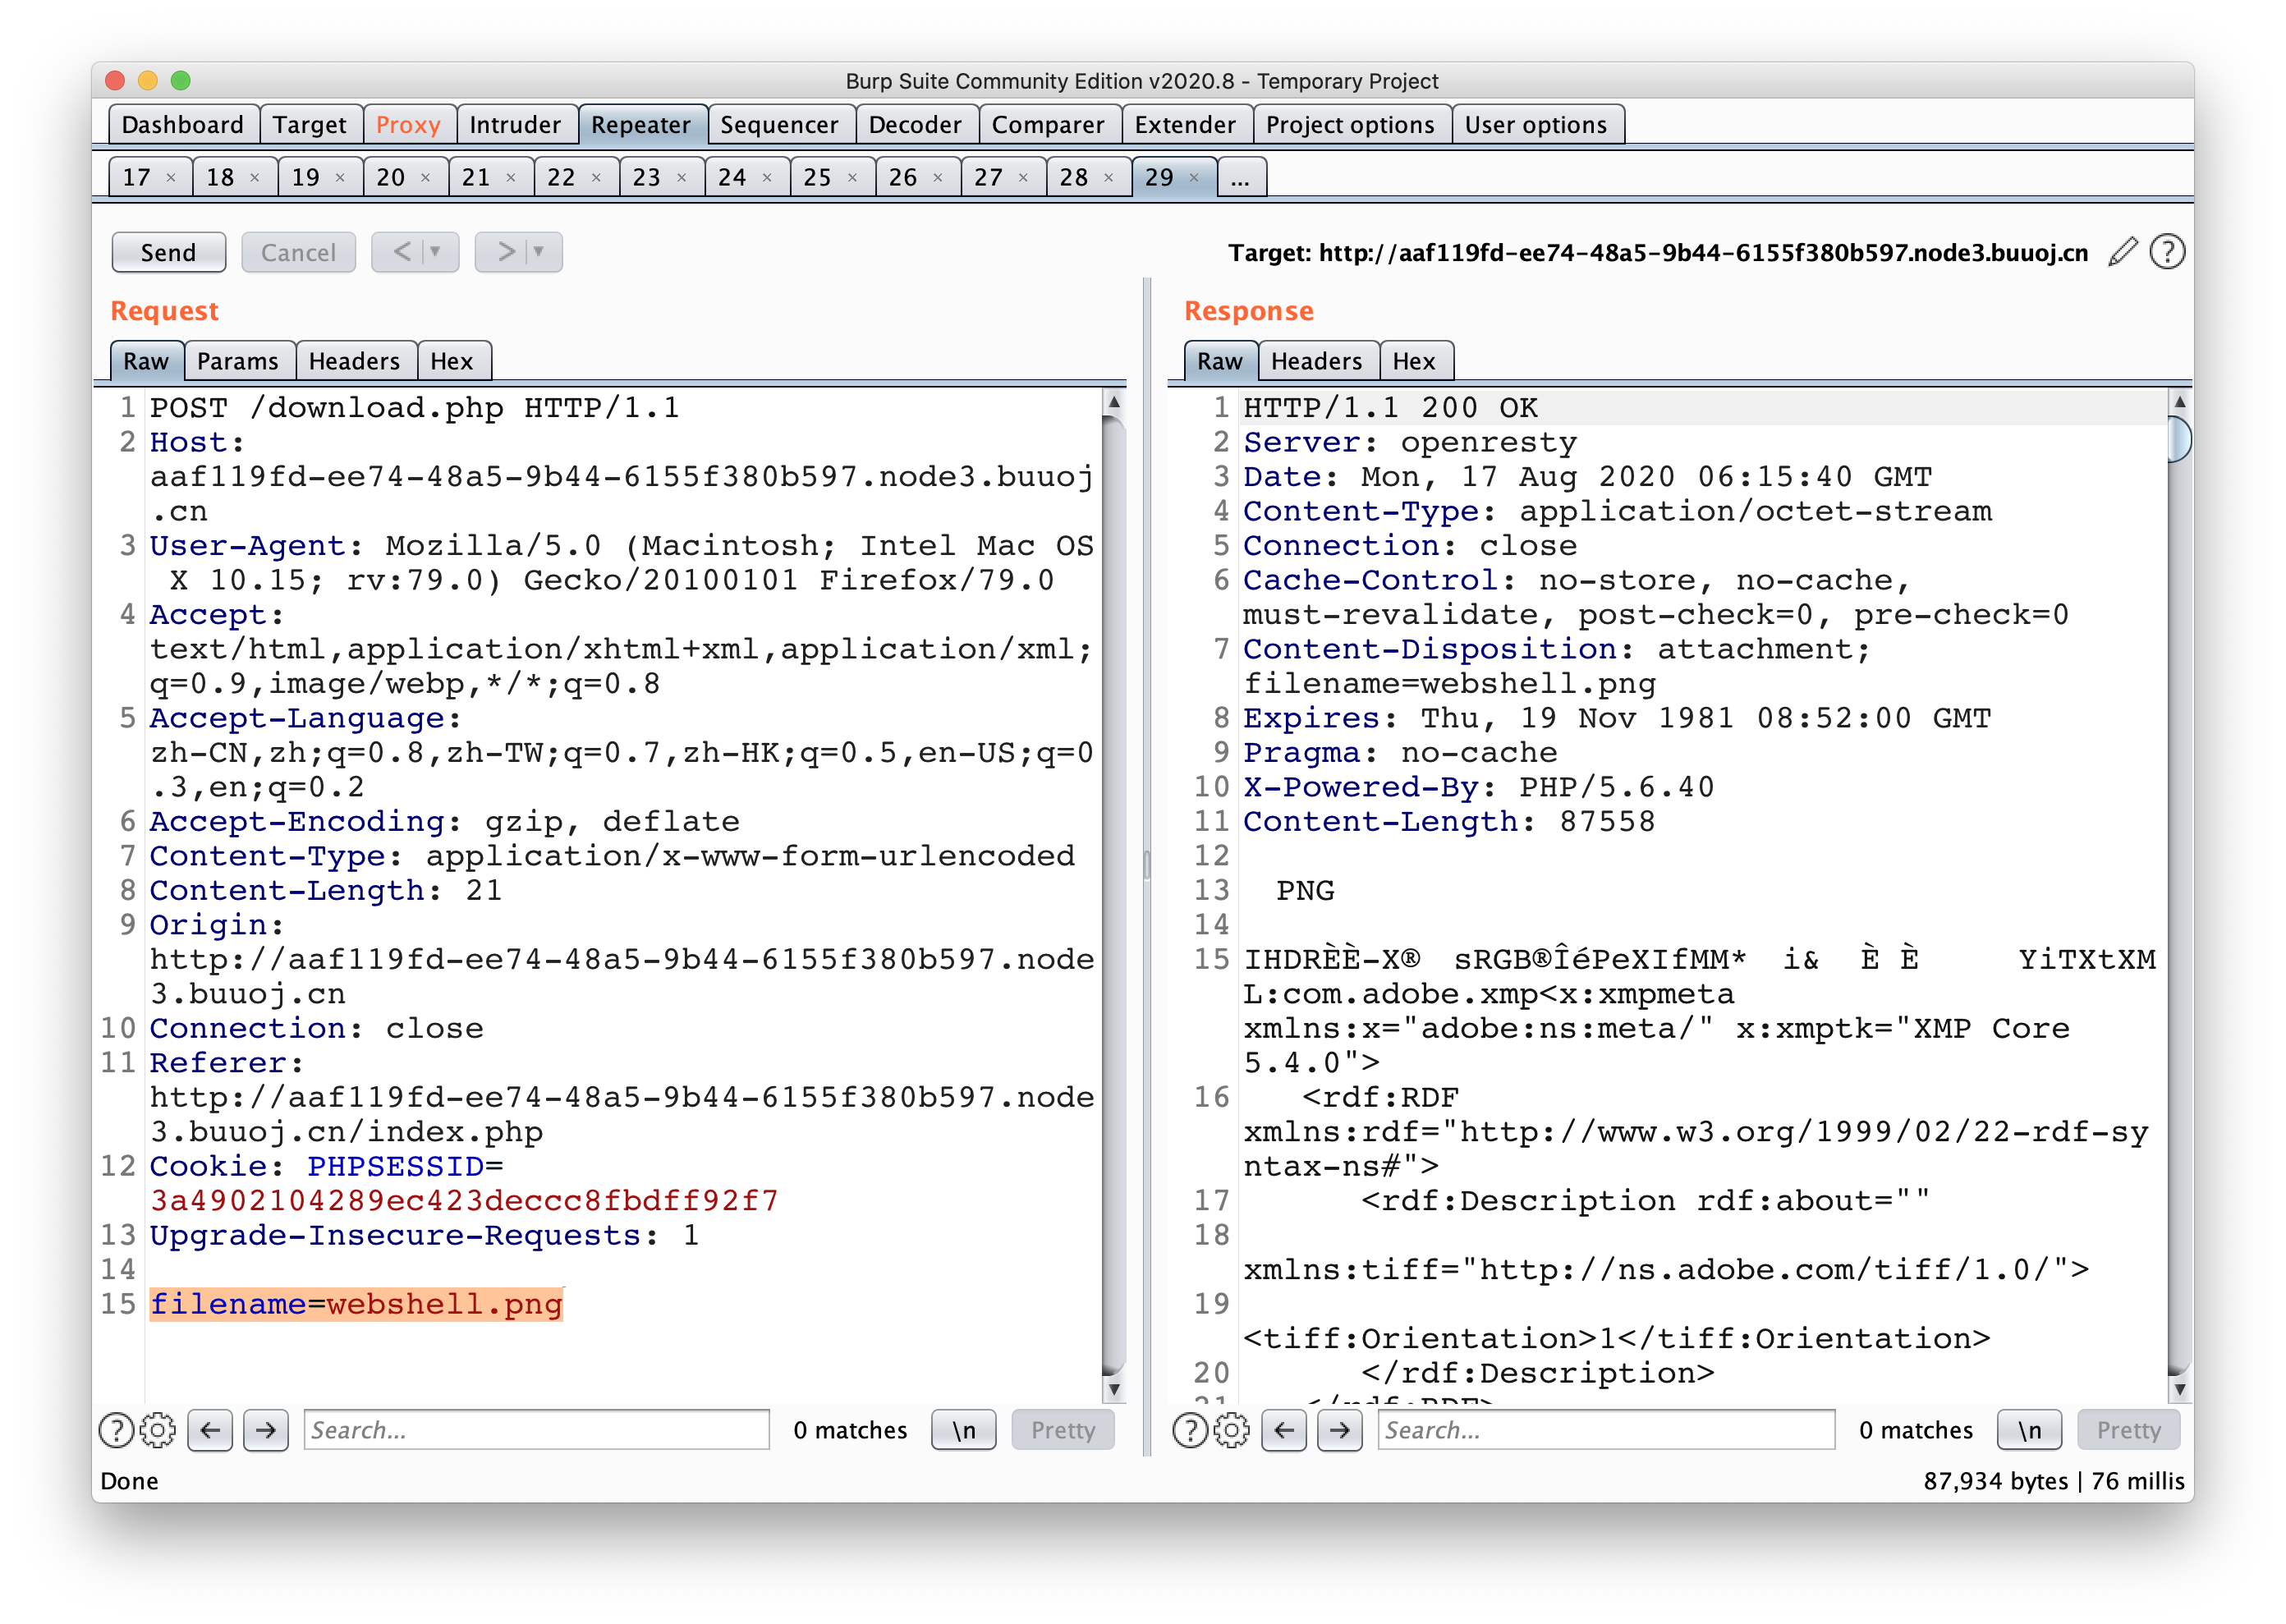 Burp Suite Community Edition v2020.8 - Temporary Project
Dashboard Target Proxy Intruder Repeater Sequencer Decoder Comparer Extender Project options User options
17 × 18 × 19 × 20 × 21 × 22 × 23 × 24 × 25 × 26 × 27 × 28 × 29 × ...
Send Cancel < ▼ > ▼ Target: http://aaf119fd-ee74-48a5-9b44-6155f380b597.node3.buuoj.cn ?
Request
Raw Params Headers Hex
1 POST /download.php HTTP/1.1
2 Host:
aaf119fd-ee74-48a5-9b44-6155f380b597.node3.buuoj
.cn
3 User-Agent: Mozilla/5.0 (Macintosh; Intel Mac OS
X 10.15; rv:79.0) Gecko/20100101 Firefox/79.0
4 Accept:
text/html,application/xhtml+xml,application/xml;
q=0.9,image/webp,*/*;q=0.8
5 Accept-Language:
zh-CN,zh;q=0.8,zh-TW;q=0.7,zh-HK;q=0.5,en-US;q=0
.3,en;q=0.2
6 Accept-Encoding: gzip, deflate
7 Content-Type: application/x-www-form-urlencoded
8 Content-Length: 21
9 Origin:
http://aaf119fd-ee74-48a5-9b44-6155f380b597.node
3.buuoj.cn
10 Connection: close
11 Referer:
http://aaf119fd-ee74-48a5-9b44-6155f380b597.node
3.buuoj.cn/index.php
12 Cookie: PHPSESSID=
3a4902104289ec423deccc8fbdff92f7
13 Upgrade-Insecure-Requests: 1
14
15 filename=webshell.png
? ← → Search... 0 matches \n Pretty
Response
Raw Headers Hex
1 HTTP/1.1 200 OK
2 Server: openresty
3 Date: Mon, 17 Aug 2020 06:15:40 GMT
4 Content-Type: application/octet-stream
5 Connection: close
6 Cache-Control: no-store, no-cache,
must-revalidate, post-check=0, pre-check=0
7 Content-Disposition: attachment;
filename=webshell.png
8 Expires: Thu, 19 Nov 1981 08:52:00 GMT
9 Pragma: no-cache
10 X-Powered-By: PHP/5.6.40
11 Content-Length: 87558
12
13 PNG
14
15 IHDRÈÈ-X® sRGB®ÎéPeXIfMM* i& È È YiTXtXM
L:com.adobe.xmp<x:xmpmeta
xmlns:x="adobe:ns:meta/" x:xmptk="XMP Core
5.4.0">
16 <rdf:RDF
xmlns:rdf="http://www.w3.org/1999/02/22-rdf-sy
ntax-ns#">
17 <rdf:Description rdf:about=""
18
xmlns:tiff="http://ns.adobe.com/tiff/1.0/">
19
<tiff:Orientation>1</tiff:Orientation>
20 </rdf:Description>
21 </rdf:RDF>
? ← → Search... 0 matches \n Pretty
Done 87,934 bytes | 76 millis